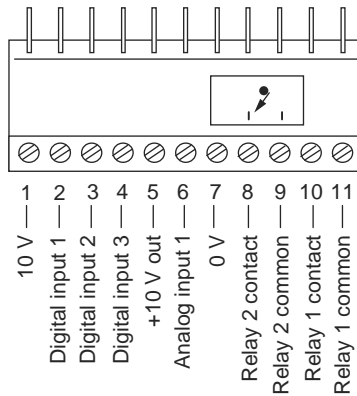 1 2 3 4 5 6 7 8 9 10 11
10 V
Digital input 1
Digital input 2
Digital input 3
+10 V out
Analog input 1
0 V
Relay 2 contact
Relay 2 common
Relay 1 contact
Relay 1 common